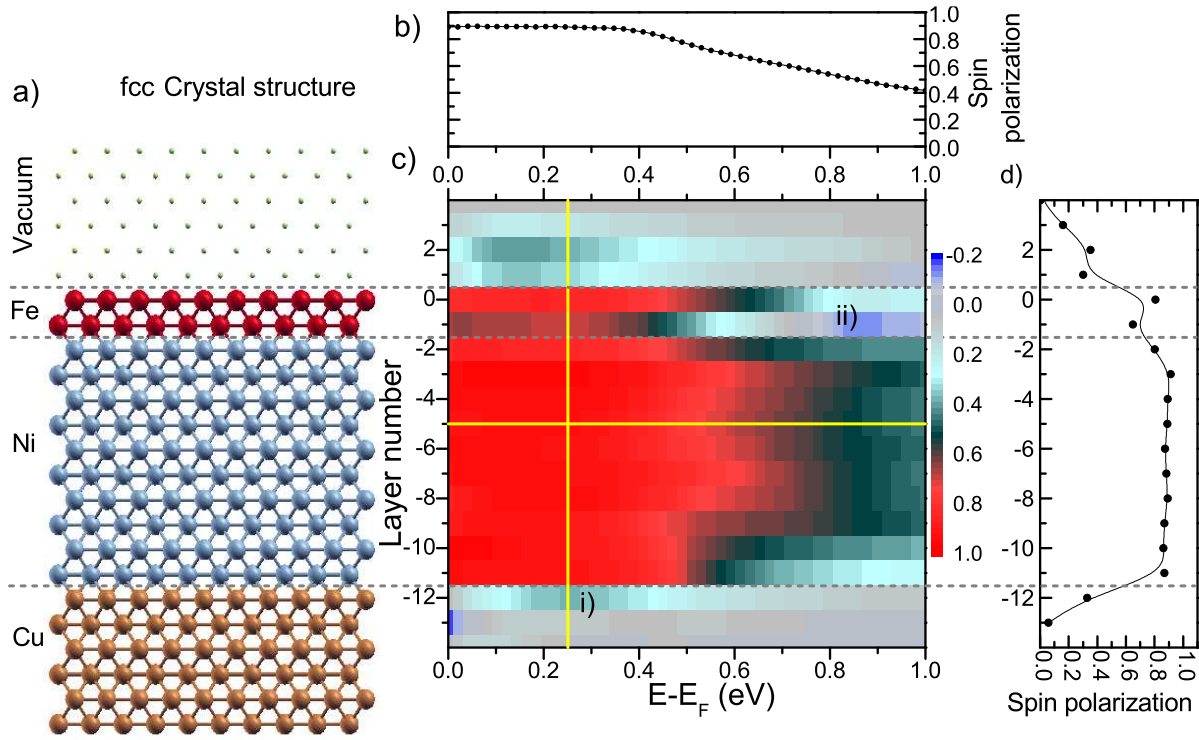 b)
1.0
0.8
0.6
0.4
0.2
0.0
Spin
polarization
a)
fcc Crystal structure
c)
0.0
0.2
0.4
0.6
0.8
1.0
d)
Vacuum
Fe
Ni
Cu
Layer number
2
0
-2
-4
-6
-8
-10
-12
ii)
i)
-0.2
0.0
0.2
0.4
0.6
0.8
1.0
2
0
-2
-4
-6
-8
-10
-12
0.0
0.2
0.4
0.6
0.8
1.0
E-EF (eV)
0.0
0.2
0.4
0.6
0.8
1.0
Spin polarization